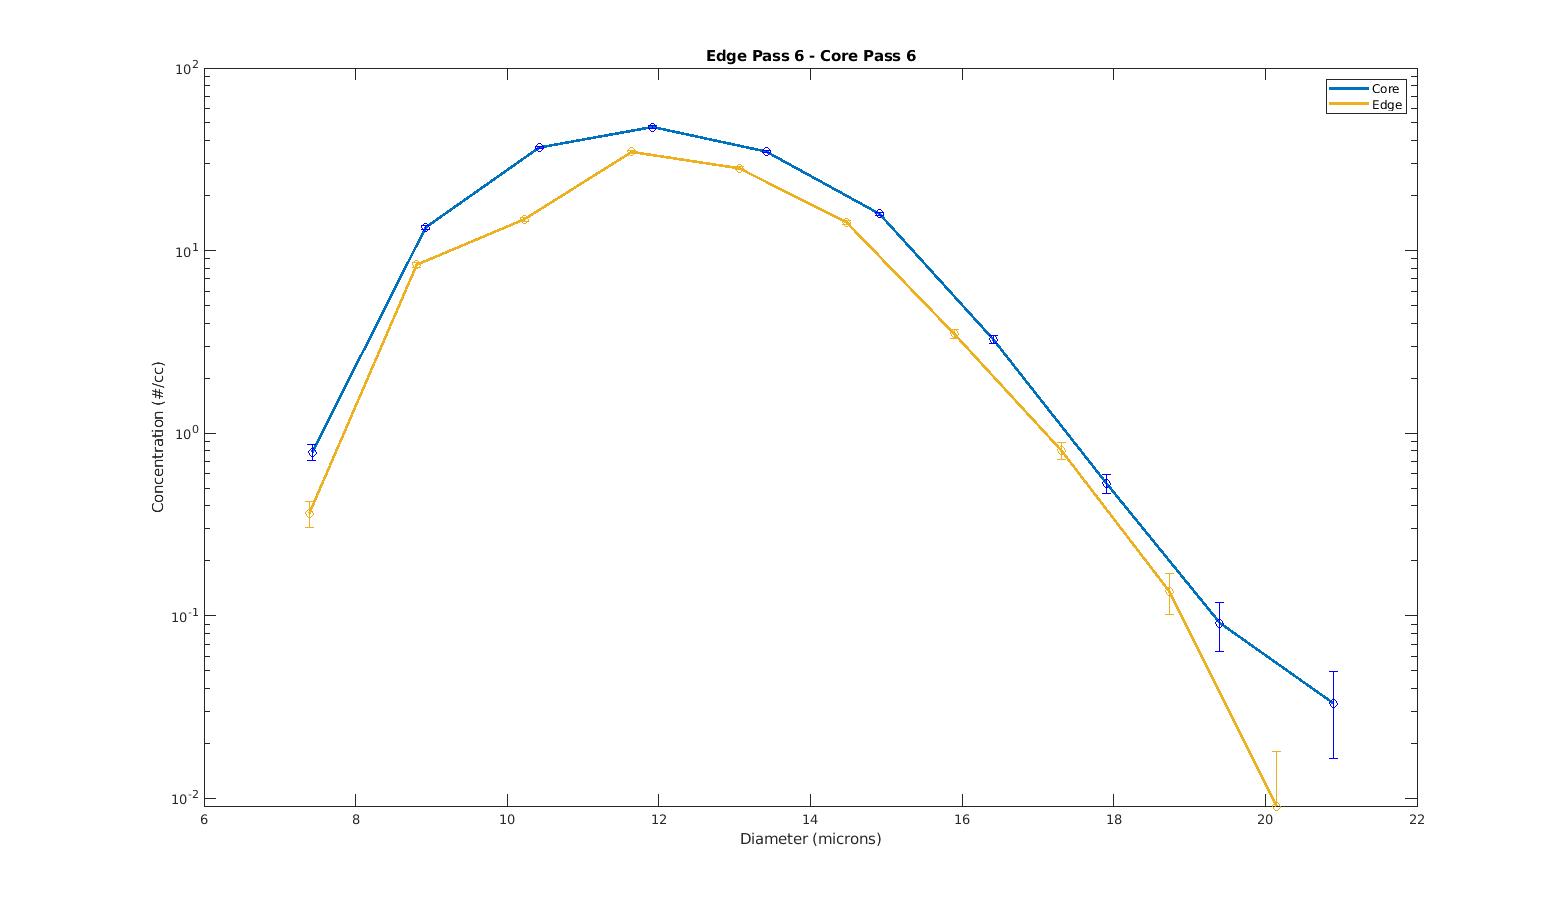 Edge Pass 6 - Core Pass 6
Core
Edge
10^2
10^1
10^0
10^-1
10^-2
Concentration (#/cc)
6 8 10 12 14 16 18 20 22
Diameter (microns)